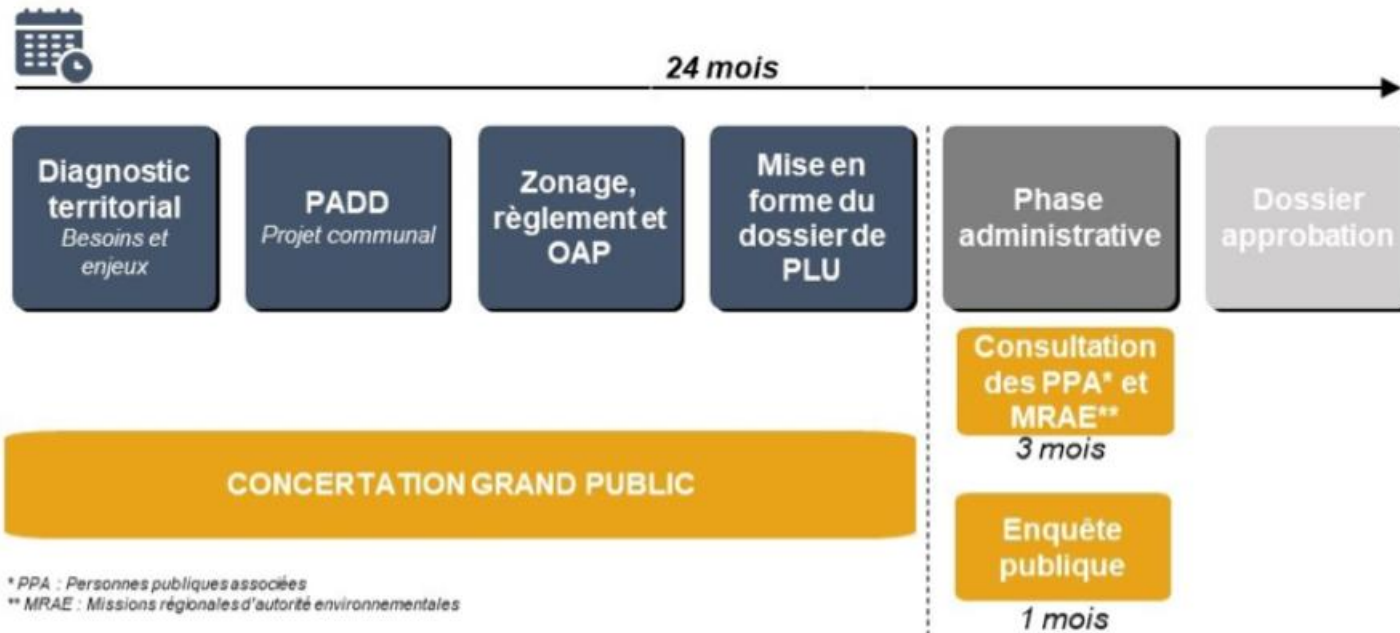 24 mois
Diagnostic
territorial
Besoins et
enjeux
PADD
Projet communal
Zonage,
règlement et
OAP
Mise en
forme du
dossier de
PLU
Phase
administrative
Dossier
approbation
Consultation
des PPA* et
MRAE**
3 mois
CONCERTATION GRAND PUBLIC
Enquête
publique
1 mois
* PPA : Personnes publiques associées
** MRAE : Missions régionales d'autorité environnementales